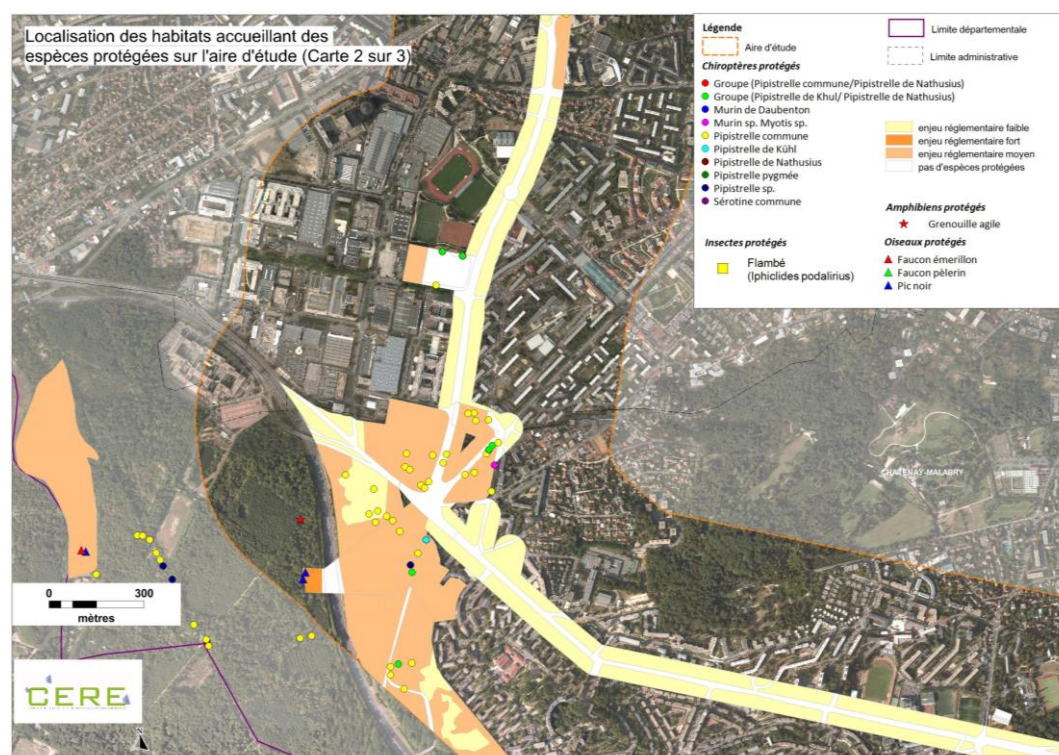 Localisation des habitats accueillant des
espèces protégées sur l'aire d'étude (Carte 2 sur 3)
Légende
Aire d'étude
Limite départementale
Limite administrative
Chiroptères protégés
Groupe (Pipistrelle commune/Pipistrelle de Nathusius)
Groupe (Pipistrelle de Khul/ Pipistrelle de Nathusius)
Murin de Daubenton
Murin sp. Myotis sp.
Pipistrelle commune
Pipistrelle de Kühl
Pipistrelle de Nathusius
Pipistrelle pygmée
Pipistrelle sp.
Sérotine commune
enjeu réglementaire faible
enjeu réglementaire fort
enjeu réglementaire moyen
pas d'espèces protégées
Amphibiens protégés
Grenouille agile
Insectes protégés
Flambé
(Iphiclides podalirius)
Oiseaux protégés
Faucon émerillon
Faucon pèlerin
Pic noir
CHATENAY-MALABRY
0 300
mètres
CERE
N